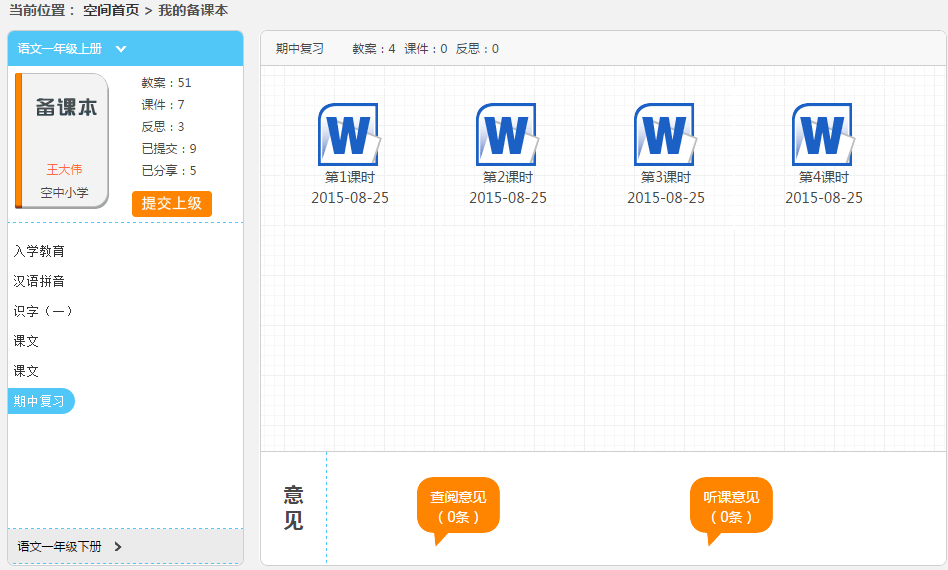 当前位置： 空间首页 > 我的备课本
语文一年级上册
备课本
王大伟
空中小学
教案：51
课件：7
反思：3
已提交：9
已分享：5
提交上级
入学教育
汉语拼音
识字（一）
课文
课文
期中复习
语文一年级下册
期中复习 教案：4 课件：0 反思：0
W W W W
第1课时 第2课时 第3课时 第4课时
2015-08-25 2015-08-25 2015-08-25 2015-08-25
意见
查阅意见
（0条）
听课意见
（0条）